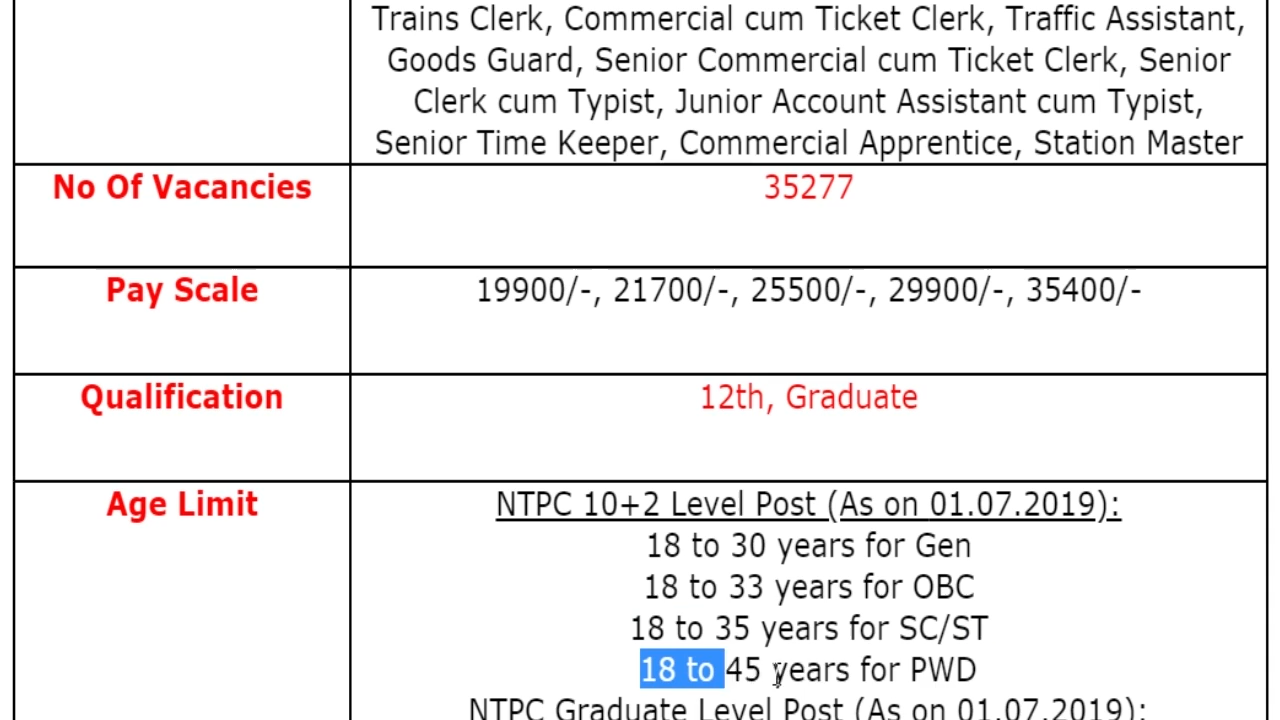 Trains Clerk, Commercial cum Ticket Clerk, Traffic Assistant,
Goods Guard, Senior Commercial cum Ticket Clerk, Senior
Clerk cum Typist, Junior Account Assistant cum Typist,
Senior Time Keeper, Commercial Apprentice, Station Master
No Of Vacancies
35277
Pay Scale
19900/-, 21700/-, 25500/-, 29900/-, 35400/-
Qualification
12th, Graduate
Age Limit
NTPC 10+2 Level Post (As on 01.07.2019):
18 to 30 years for Gen
18 to 33 years for OBC
18 to 35 years for SC/ST
18 to 45 years for PWD
NTPC Graduate Level Post (As on 01.07.2019):